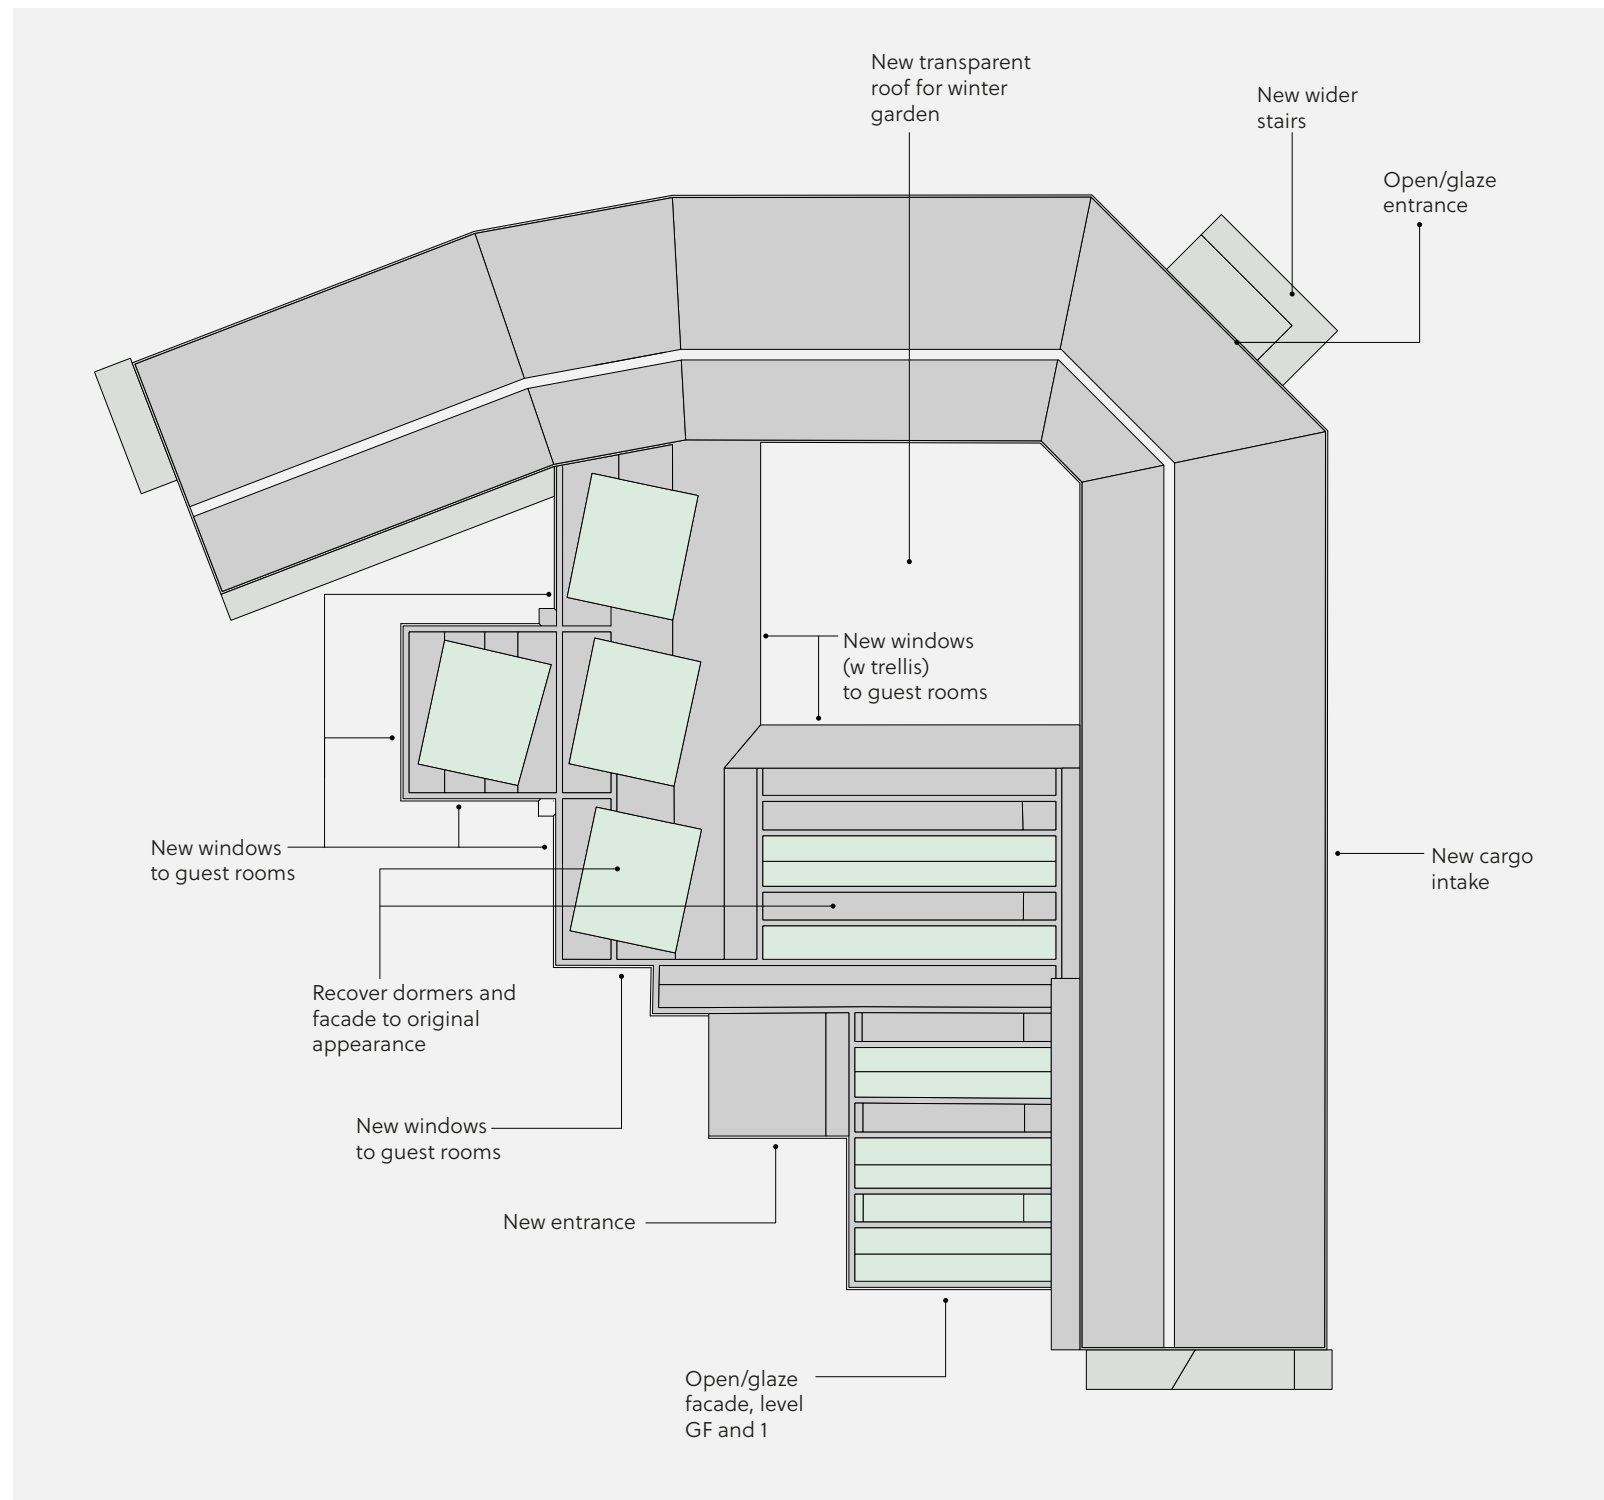 New transparent
roof for winter
garden
New wider
stairs
Open/glaze
entrance
New windows
(w trellis)
to guest rooms
New windows
to guest rooms
New cargo
intake
Recover dormers and
facade to original
appearance
New windows
to guest rooms
New entrance
Open/glaze
facade, level
GF and 1